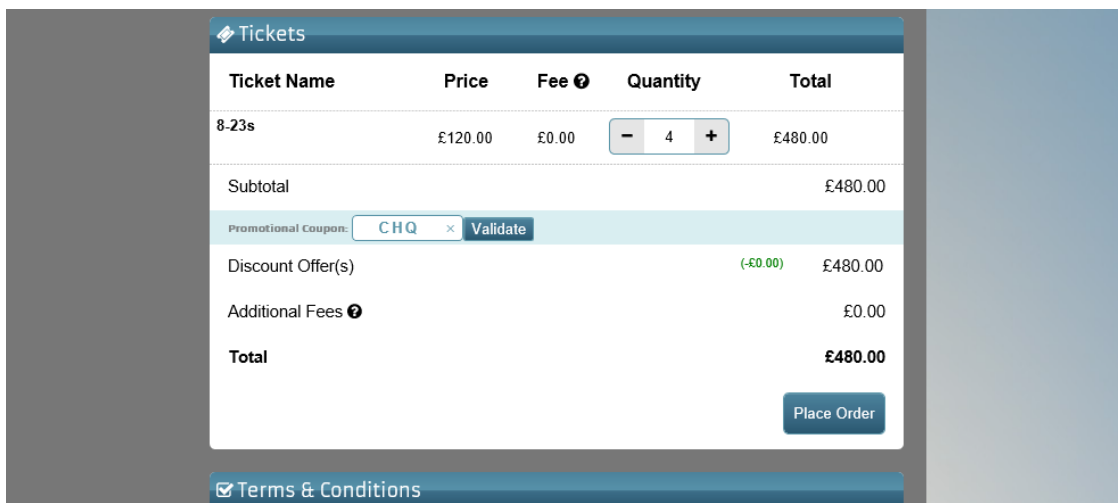 Tickets
Ticket Name Price Fee Quantity Total
8-23s £120.00 £0.00 − 4 + £480.00
Subtotal £480.00
Promotional Coupon: CHQ × Validate
Discount Offer(s) (-£0.00) £480.00
Additional Fees £0.00
Total £480.00
Place Order
Terms & Conditions